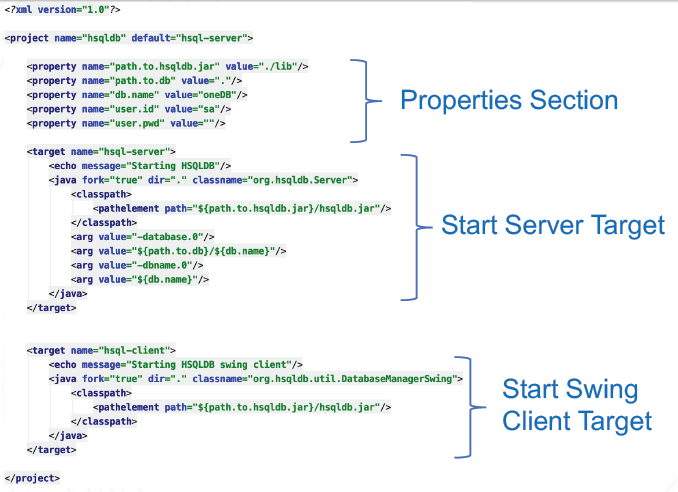 <?xml version="1.0"?>
<project name="hsqldb" default="hsql-server">
<property name="path.to.hsqldb.jar" value="./lib"/>
<property name="path.to.db" value="."/>
<property name="db.name" value="oneDB"/>
<property name="user.id" value="sa"/>
<property name="user.pwd" value=""/>
Properties Section
<target name="hsql-server">
<echo message="Starting HSQLDB"/>
<java fork="true" dir="." classname="org.hsqldb.Server">
<classpath>
<pathelement path="${path.to.hsqldb.jar}/hsqldb.jar"/>
</classpath>
<arg value="-database.0"/>
<arg value="${path.to.db}/${db.name}"/>
<arg value="-dbname.0"/>
<arg value="${db.name}"/>
</java>
</target>
Start Server Target
<target name="hsql-client">
<echo message="Starting HSQLDB swing client"/>
<java fork="true" dir="." classname="org.hsqldb.util.DatabaseManagerSwing">
<classpath>
<pathelement path="${path.to.hsqldb.jar}/hsqldb.jar"/>
</classpath>
</java>
</target>
Start Swing
Client Target
</project>